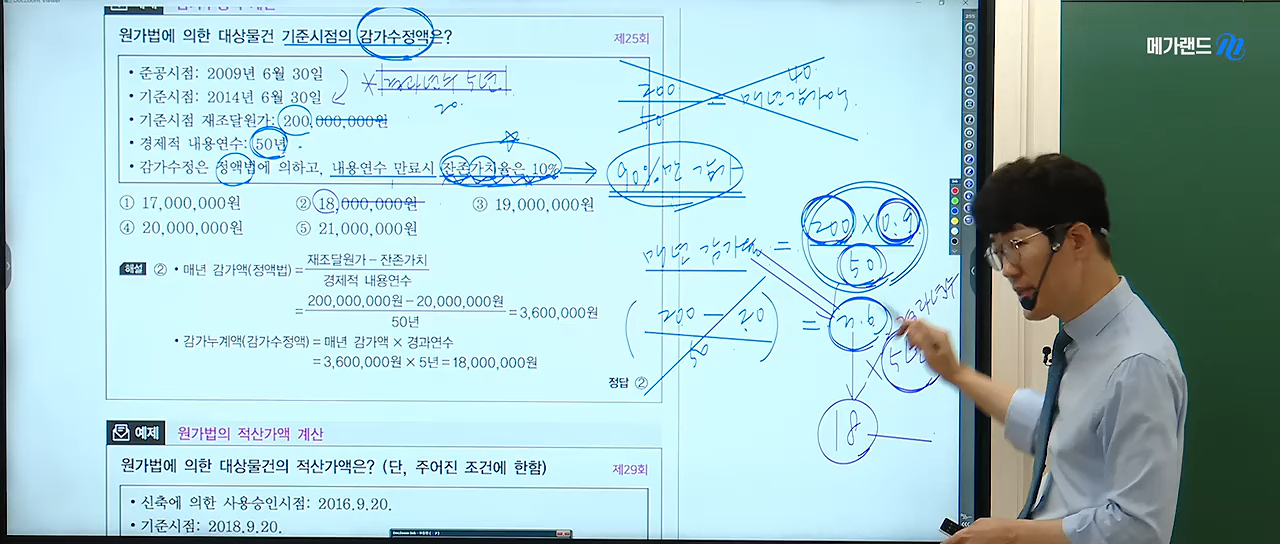 원가법에 의한 대상물건 기준시점의 감가수정액은?
제25회
• 준공시점: 2009년 6월 30일
• 기준시점: 2014년 6월 30일
• 기준시점 재조달원가: 200,000,000원
• 경제적 내용연수: 50년
• 감가수정은 정액법에 의하고, 내용연수 만료시 잔존가치율은 10%
① 17,000,000원 ② 18,000,000원 ③ 19,000,000원
④ 20,000,000원 ⑤ 21,000,000원
해설 ② • 매년 감가액(정액법) = 재조달원가 − 잔존가치
경제적 내용연수
= 200,000,000원 − 20,000,000원
50년
= 3,600,000원
• 감가누계액(감가수정액) = 매년 감가액 × 경과연수
= 3,600,000원 × 5년 = 18,000,000원
정답 ②
예제 원가법의 적산가액 계산
원가법에 의한 대상물건의 적산가액은? (단, 주어진 조건에 한함)
제29회
• 신축에 의한 사용승인시점: 2016.9.20.
• 기준시점: 2018.9.20.
20
200
90%만 감가
매년 감가액 = 200 × 0.9
50
200 − 20
50
=
×
18
메가랜드